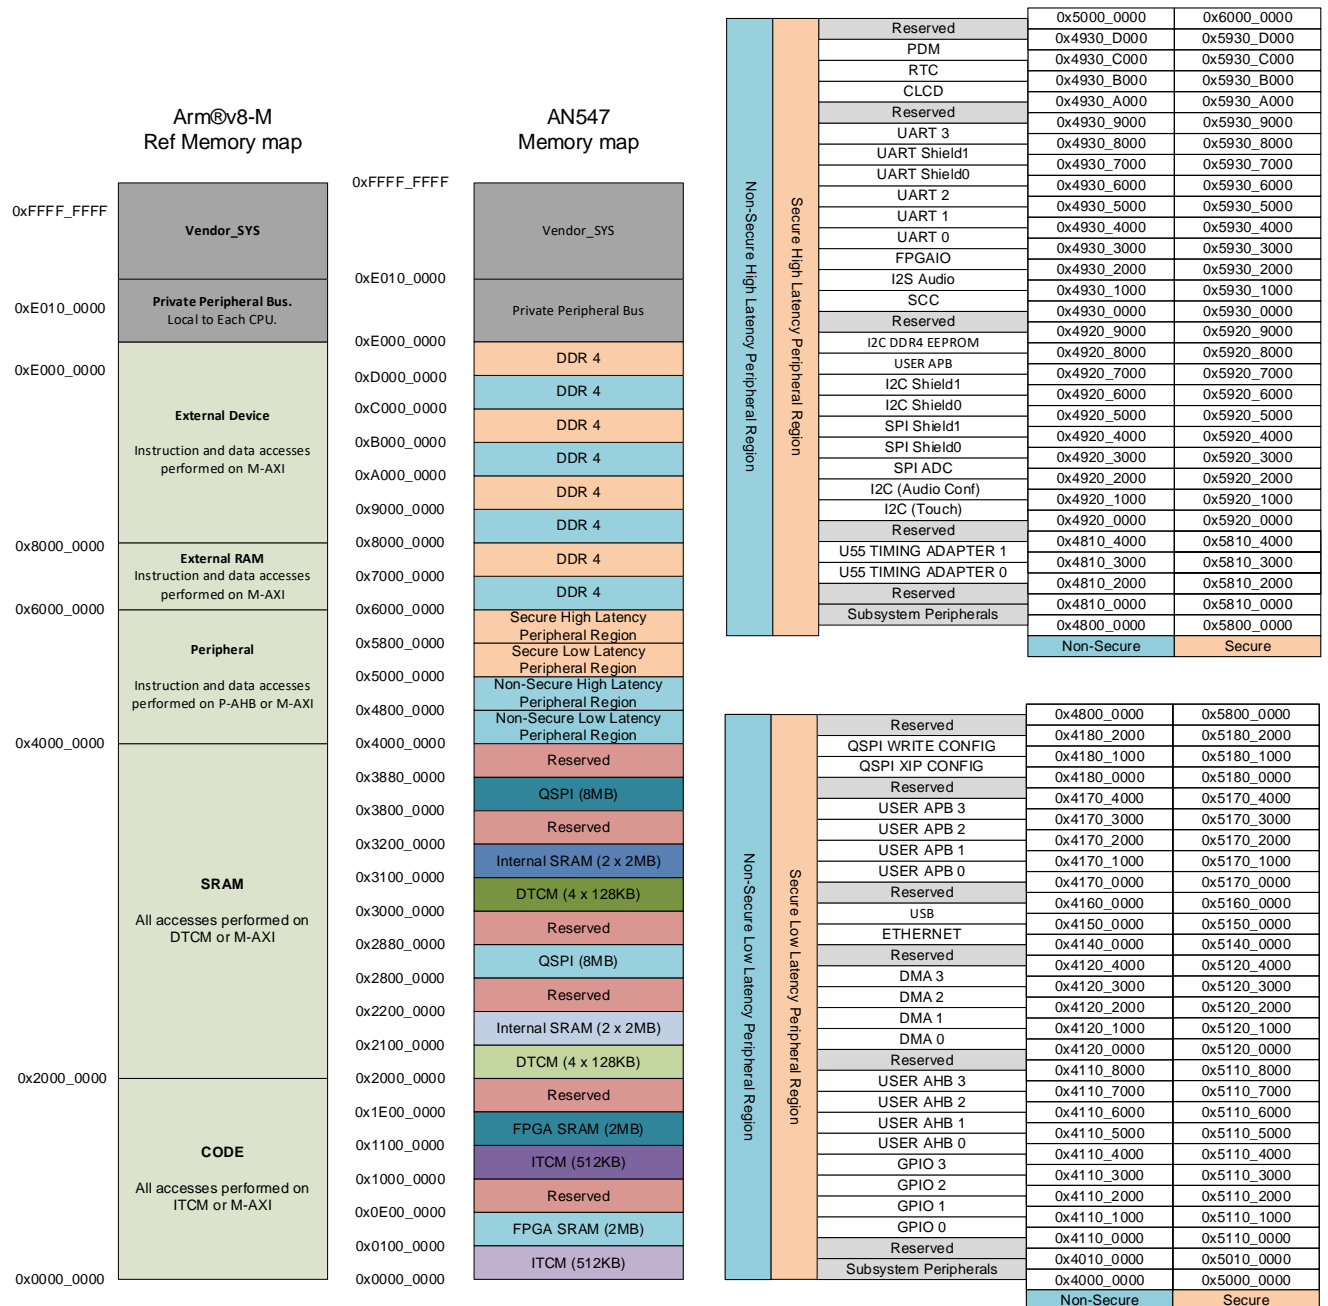 Arm®v8-M
Ref Memory map
0xFFFF_FFFF
0xE010_0000
0xE000_0000
0x8000_0000
0x6000_0000
0x4000_0000
0x2000_0000
0x0000_0000
Vendor_SYS
Private Peripheral Bus.
Local to Each CPU.
External Device
Instruction and data accesses
performed on M-AXI
External RAM
Instruction and data accesses
performed on M-AXI
Peripheral
Instruction and data accesses
performed on P-AHB or M-AXI
SRAM
All accesses performed on
DTCM or M-AXI
CODE
All accesses performed on
ITCM or M-AXI
AN547
Memory map
0xFFFF_FFFF
Vendor_SYS
0xE010_0000
Private Peripheral Bus
0xE000_0000
DDR 4
0xD000_0000
DDR 4
0xC000_0000
DDR 4
0xB000_0000
DDR 4
0xA000_0000
DDR 4
0x9000_0000
DDR 4
0x8000_0000
DDR 4
0x7000_0000
DDR 4
0x6000_0000
Secure High Latency
Peripheral Region
0x5800_0000
Secure Low Latency
Peripheral Region
0x5000_0000
Non-Secure High Latency
Peripheral Region
0x4800_0000
Non-Secure Low Latency
Peripheral Region
0x4000_0000
Reserved
0x3880_0000
QSPI (8MB)
0x3800_0000
Reserved
0x3200_0000
Internal SRAM (2 x 2MB)
0x3100_0000
DTCM (4 x 128KB)
0x3000_0000
Reserved
0x2880_0000
QSPI (8MB)
0x2800_0000
Reserved
0x2200_0000
Internal SRAM (2 x 2MB)
0x2100_0000
DTCM (4 x 128KB)
0x2000_0000
Reserved
0x1E00_0000
FPGA SRAM (2MB)
0x1100_0000
ITCM (512KB)
0x1000_0000
Reserved
0x0E00_0000
FPGA SRAM (2MB)
0x0100_0000
ITCM (512KB)
0x0000_0000
Non-Secure High Latency Peripheral Region
Secure High Latency Peripheral Region
0x5000_0000 0x6000_0000
Reserved
0x4930_D000 0x5930_D000
PDM
0x4930_C000 0x5930_C000
RTC
0x4930_B000 0x5930_B000
CLCD
0x4930_A000 0x5930_A000
Reserved
0x4930_9000 0x5930_9000
UART 3
0x4930_8000 0x5930_8000
UART Shield1
0x4930_7000 0x5930_7000
UART Shield0
0x4930_6000 0x5930_6000
UART 2
0x4930_5000 0x5930_5000
UART 1
0x4930_4000 0x5930_4000
UART 0
0x4930_3000 0x5930_3000
FPGAIO
0x4930_2000 0x5930_2000
I2S Audio
0x4930_1000 0x5930_1000
SCC
0x4930_0000 0x5930_0000
Reserved
0x4920_9000 0x5920_9000
I2C DDR4 EEPROM
0x4920_8000 0x5920_8000
USER APB
0x4920_7000 0x5920_7000
I2C Shield1
0x4920_6000 0x5920_6000
I2C Shield0
0x4920_5000 0x5920_5000
SPI Shield1
0x4920_4000 0x5920_4000
SPI Shield0
0x4920_3000 0x5920_3000
SPI ADC
0x4920_2000 0x5920_2000
I2C (Audio Conf)
0x4920_1000 0x5920_1000
I2C (Touch)
0x4920_0000 0x5920_0000
Reserved
0x4810_4000 0x5810_4000
U55 TIMING ADAPTER 1
0x4810_3000 0x5810_3000
U55 TIMING ADAPTER 0
0x4810_2000 0x5810_2000
Reserved
0x4810_0000 0x5810_0000
Subsystem Peripherals
0x4800_0000 0x5800_0000
Non-Secure Secure
Non-Secure Low Latency Peripheral Region
Secure Low Latency Peripheral Region
0x4800_0000 0x5800_0000
Reserved
0x4180_2000 0x5180_2000
QSPI WRITE CONFIG
0x4180_1000 0x5180_1000
QSPI XIP CONFIG
0x4180_0000 0x5180_0000
Reserved
0x4170_4000 0x5170_4000
USER APB 3
0x4170_3000 0x5170_3000
USER APB 2
0x4170_2000 0x5170_2000
USER APB 1
0x4170_1000 0x5170_1000
USER APB 0
0x4170_0000 0x5170_0000
Reserved
0x4160_0000 0x5160_0000
USB
0x4150_0000 0x5150_0000
ETHERNET
0x4140_0000 0x5140_0000
Reserved
0x4120_4000 0x5120_4000
DMA 3
0x4120_3000 0x5120_3000
DMA 2
0x4120_2000 0x5120_2000
DMA 1
0x4120_1000 0x5120_1000
DMA 0
0x4120_0000 0x5120_0000
Reserved
0x4110_8000 0x5110_8000
USER AHB 3
0x4110_7000 0x5110_7000
USER AHB 2
0x4110_6000 0x5110_6000
USER AHB 1
0x4110_5000 0x5110_5000
USER AHB 0
0x4110_4000 0x5110_4000
GPIO 3
0x4110_3000 0x5110_3000
GPIO 2
0x4110_2000 0x5110_2000
GPIO 1
0x4110_1000 0x5110_1000
GPIO 0
0x4110_0000 0x5110_0000
Reserved
0x4010_0000 0x5010_0000
Subsystem Peripherals
0x4000_0000 0x5000_0000
Non-Secure Secure